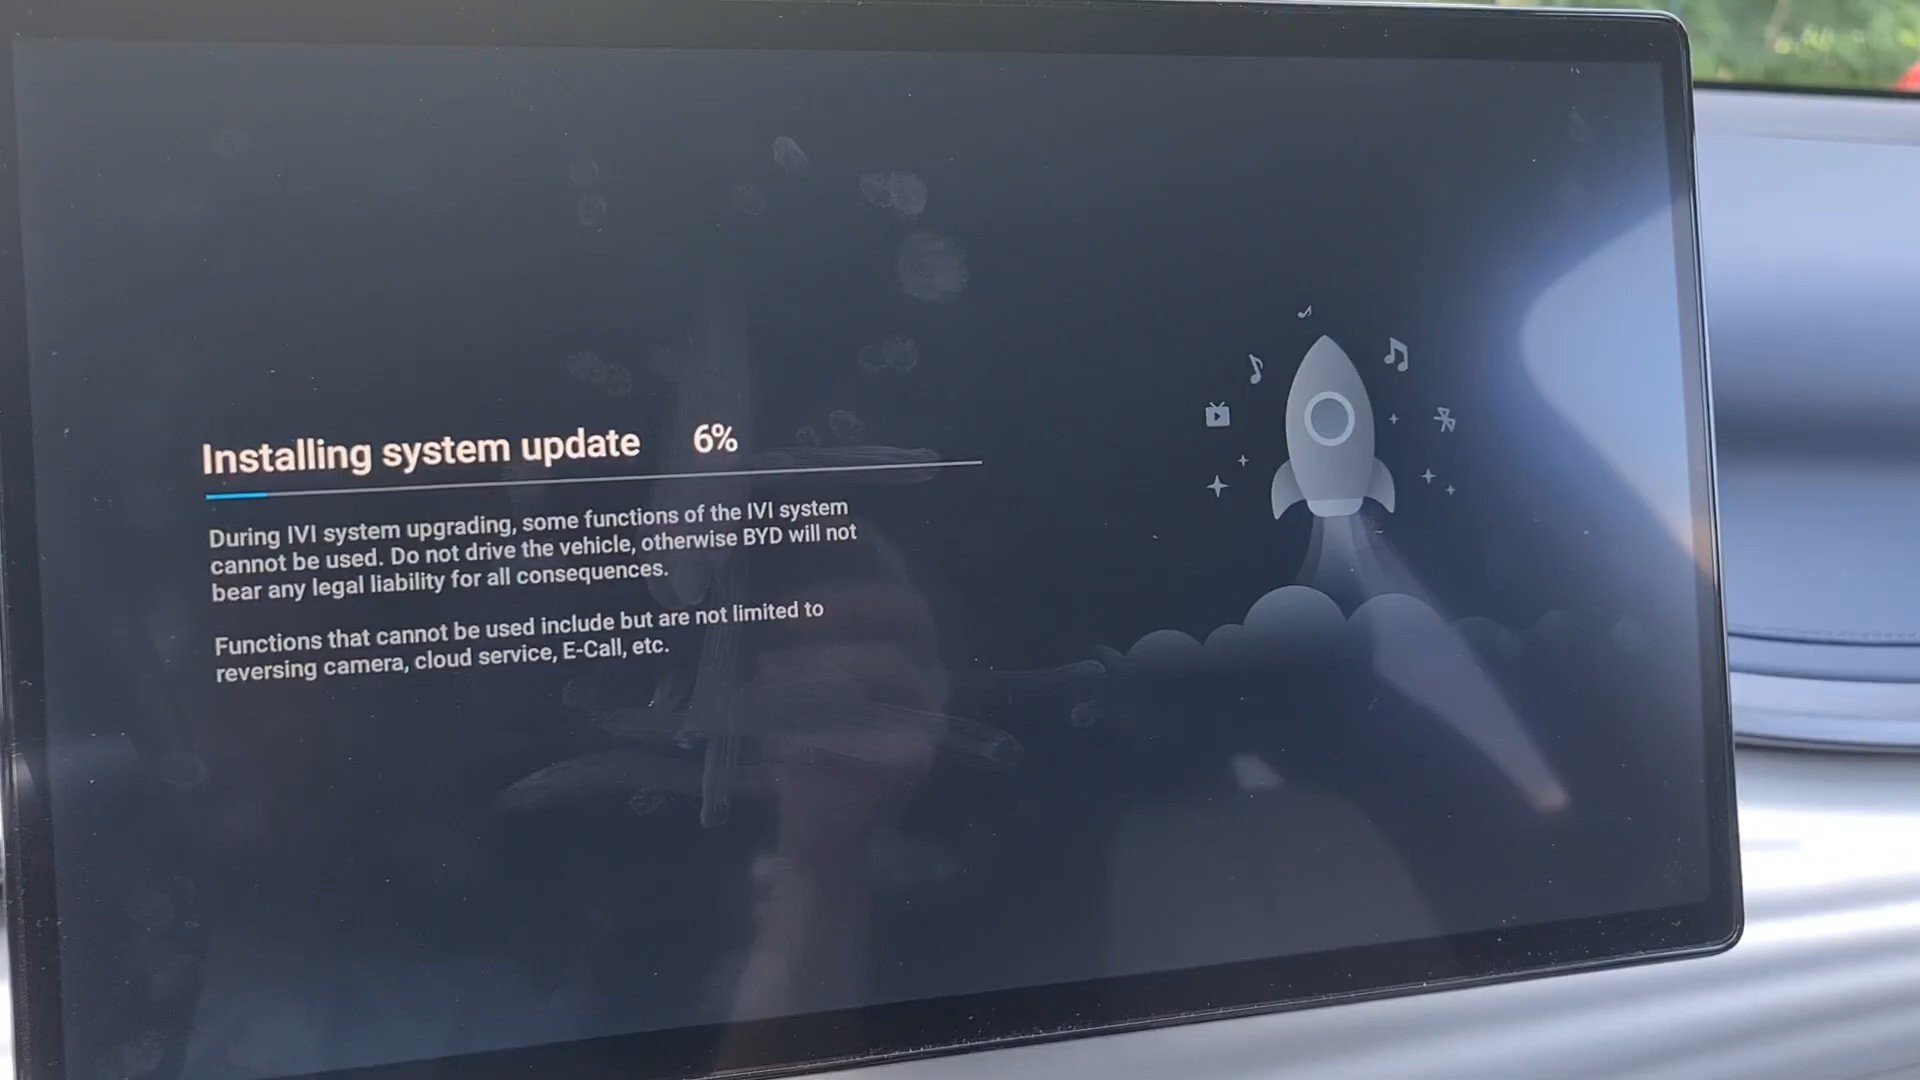 Installing system update 6%
During IVI system upgrading, some functions of the IVI system
cannot be used. Do not drive the vehicle, otherwise BYD will not
bear any legal liability for all consequences.
Functions that cannot be used include but are not limited to
reversing camera, cloud service, E-Call, etc.